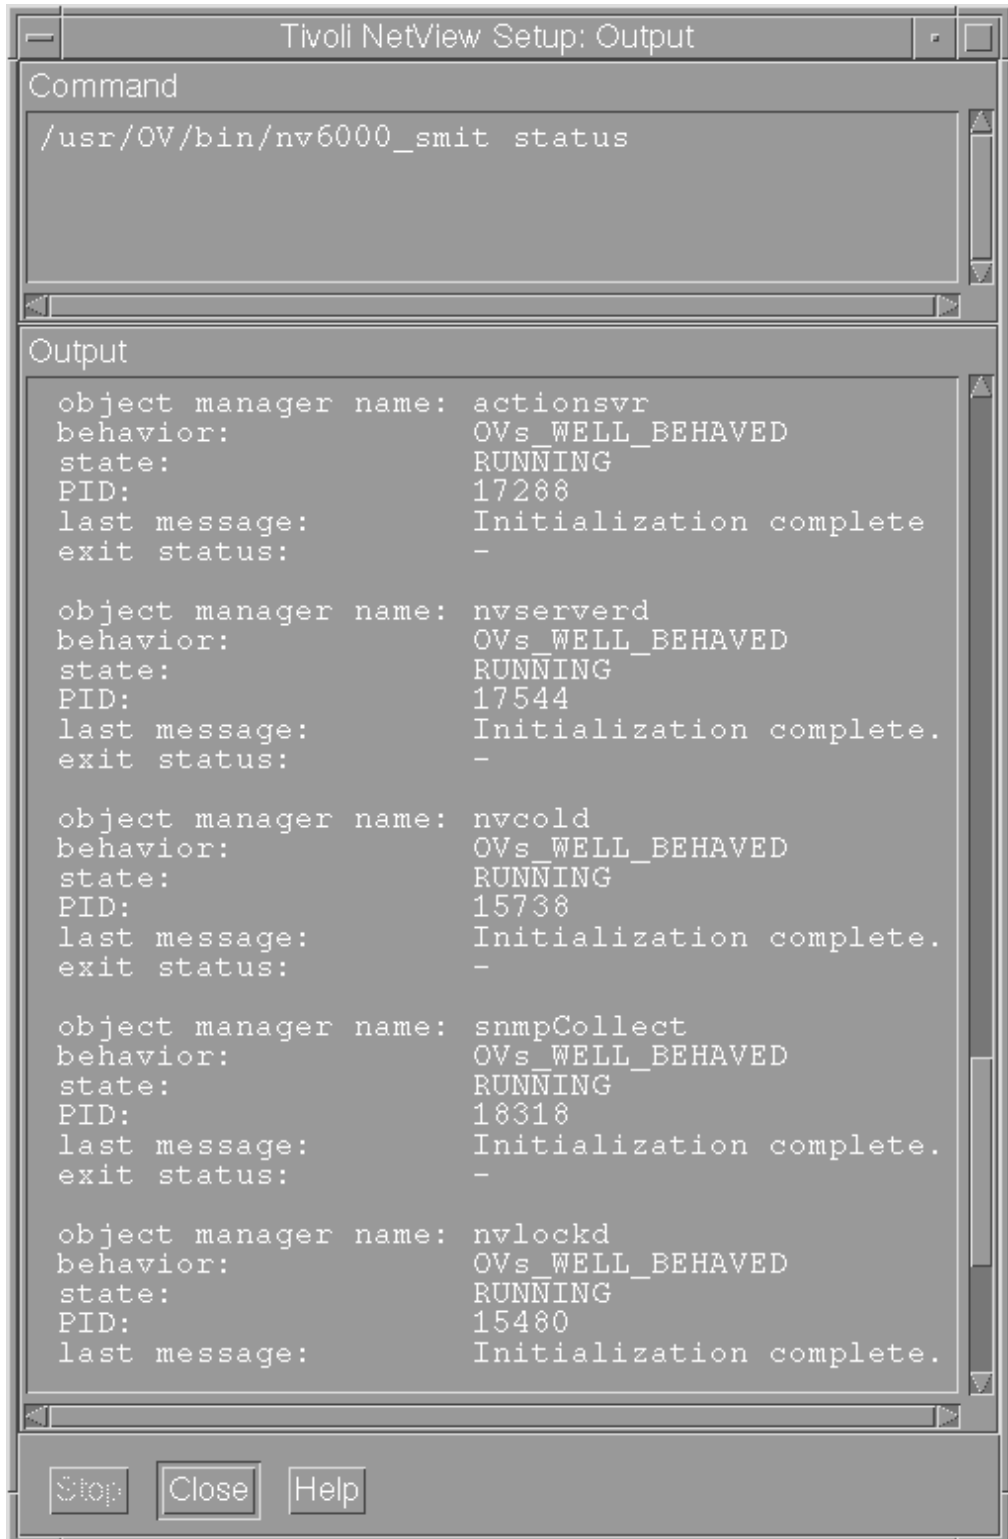 Tivoli NetView Setup: Output
Command
/usr/OV/bin/nv6000_smit status
Output
object manager name: actionsvr
behavior: OVs_WELL_BEHAVED
state: RUNNING
PID: 17288
last message: Initialization complete
exit status: -
object manager name: nvserverd
behavior: OVs_WELL_BEHAVED
state: RUNNING
PID: 17544
last message: Initialization complete.
exit status: -
object manager name: nvcold
behavior: OVs_WELL_BEHAVED
state: RUNNING
PID: 15738
last message: Initialization complete.
exit status: -
object manager name: snmpCollect
behavior: OVs_WELL_BEHAVED
state: RUNNING
PID: 18318
last message: Initialization complete.
exit status: -
object manager name: nvlockd
behavior: OVs_WELL_BEHAVED
state: RUNNING
PID: 15480
last message: Initialization complete.
Stop Close Help